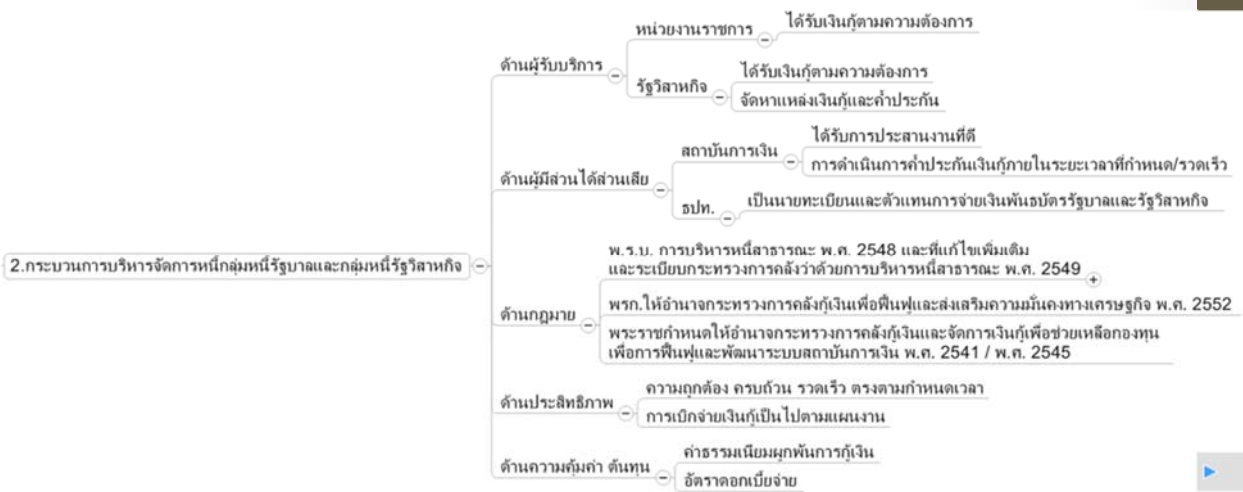 2.กระบวนการบริหารจัดการหนี้กลุ่มหนี้รัฐบาลและกลุ่มหนี้รัฐวิสาหกิจ
ด้านผู้รับบริการ
หน่วยงานราชการ
ได้รับเงินกู้ตามความต้องการ
รัฐวิสาหกิจ
ได้รับเงินกู้ตามความต้องการ
จัดหาแหล่งเงินกู้และค้ำประกัน
ด้านผู้มีส่วนได้ส่วนเสีย
สถาบันการเงิน
ได้รับการประสานงานที่ดี
การดำเนินการค้ำประกันเงินกู้ภายในระยะเวลาที่กำหนด/รวดเร็ว
ธปท.
เป็นนายทะเบียนและตัวแทนการจ่ายเงินพันธบัตรรัฐบาลและรัฐวิสาหกิจ
ด้านกฎมาย
พ.ร.บ. การบริหารหนี้สาธารณะ พ.ศ. 2548 และที่แก้ไขเพิ่มเติม
และระเบียบกระทรวงการคลังว่าด้วยการบริหารหนี้สาธารณะ พ.ศ. 2549
พรก.ให้อำนาจกระทรวงการคลังกู้เงินเพื่อฟื้นฟูและส่งเสริมความมั่นคงทางเศรษฐกิจ พ.ศ. 2552
พระราชกำหนดให้อำนาจกระทรวงการคลังกู้เงินและจัดการเงินกู้เพื่อช่วยเหลือกองทุน
เพื่อการฟื้นฟูและพัฒนาระบบสถาบันการเงิน พ.ศ. 2541 / พ.ศ. 2545
ด้านประสิทธิภาพ
ความถูกต้อง ครบถ้วน รวดเร็ว ตรงตามกำหนดเวลา
การเบิกจ่ายเงินกู้เป็นไปตามแผนงาน
ด้านความคุ้มค่า ต้นทุน
ค่าธรรมเนียมผูกพันการกู้เงิน
อัตราดอกเบี้ยจ่าย